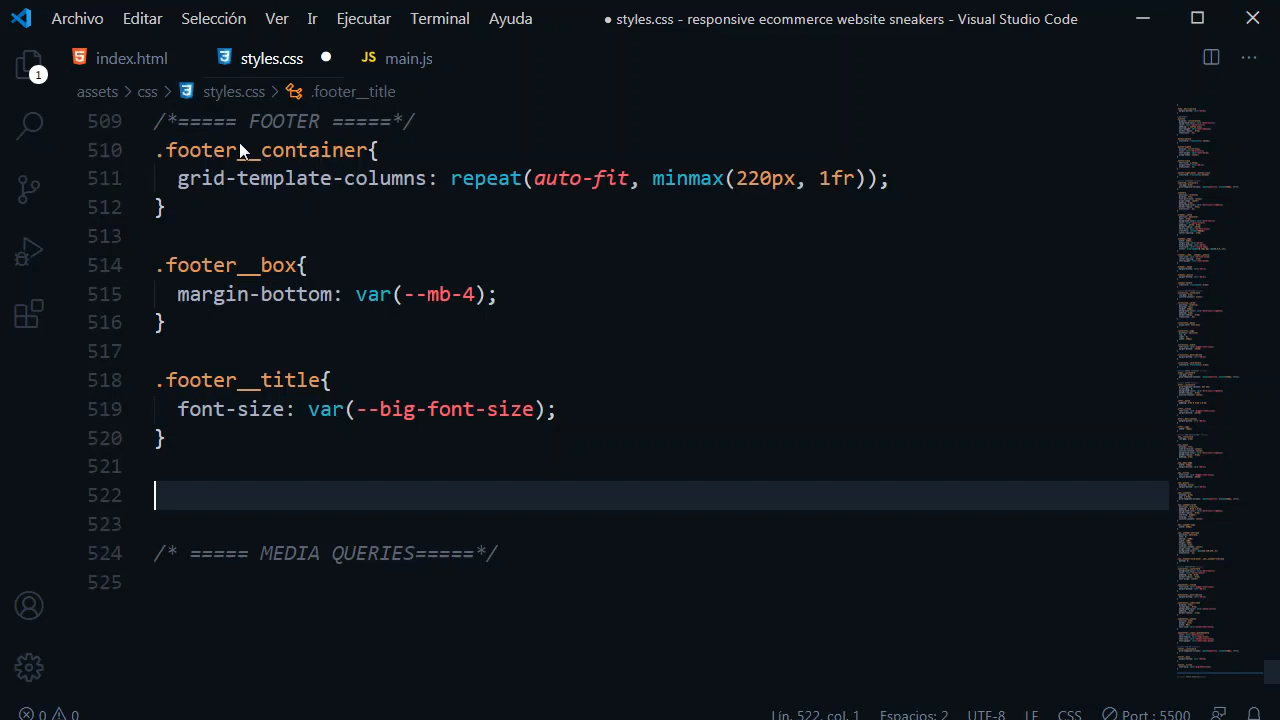 Archivo Editar Selección Ver Ir Ejecutar Terminal Ayuda ● styles.css - responsive ecommerce website sneakers - Visual Studio Code
index.html styles.css JS main.js
1
assets > css > styles.css > .footer__title
509 /*===== FOOTER =====*/
510 .footer__container{
511 grid-template-columns: repeat(auto-fit, minmax(220px, 1fr));
512 }
513
514 .footer__box{
515 margin-bottom: var(--mb-4);
516 }
517
518 .footer__title{
519 font-size: var(--big-font-size);
520 }
521
522
523
524 /* ===== MEDIA QUERIES=====*/
525
0 0 Lín. 522, col. 1 Espacios: 2 UTF-8 LF CSS Port : 5500